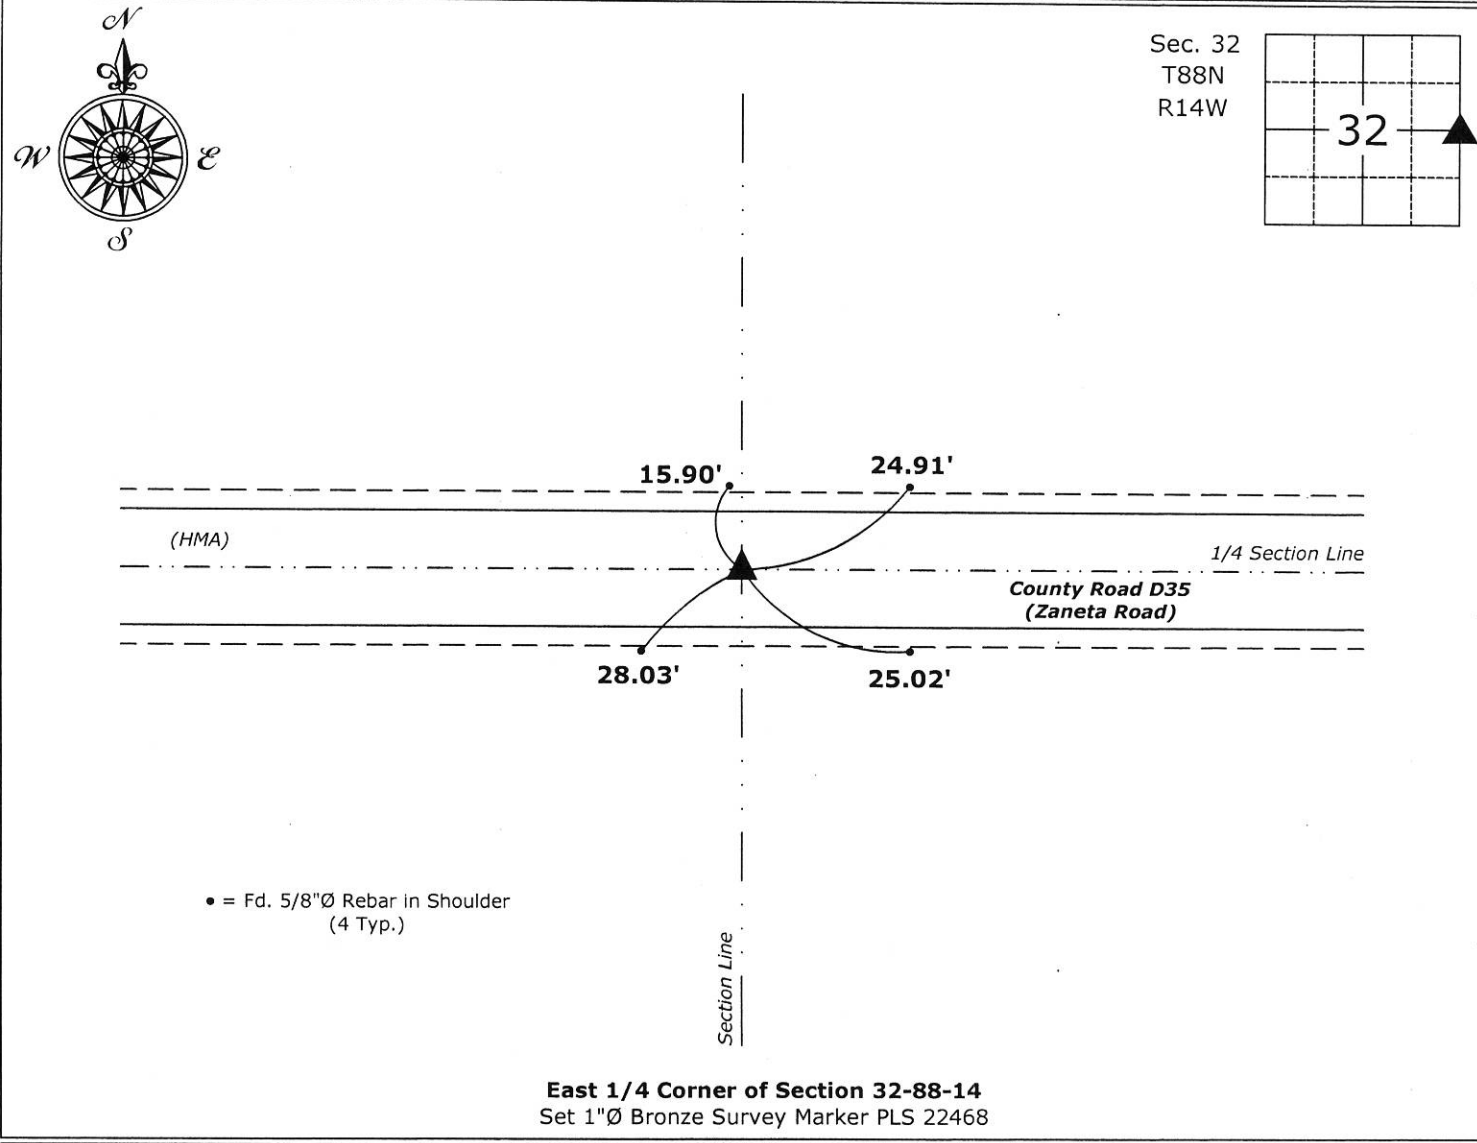 N
W
E
S
Sec. 32
T88N
R14W
32
15.90'
24.91'
(HMA)
1/4 Section Line
County Road D35
(Zaneta Road)
28.03'
25.02'
• = Fd. 5/8"Ø Rebar in Shoulder
(4 Typ.)
Section Line
East 1/4 Corner of Section 32-88-14
Set 1"Ø Bronze Survey Marker PLS 22468